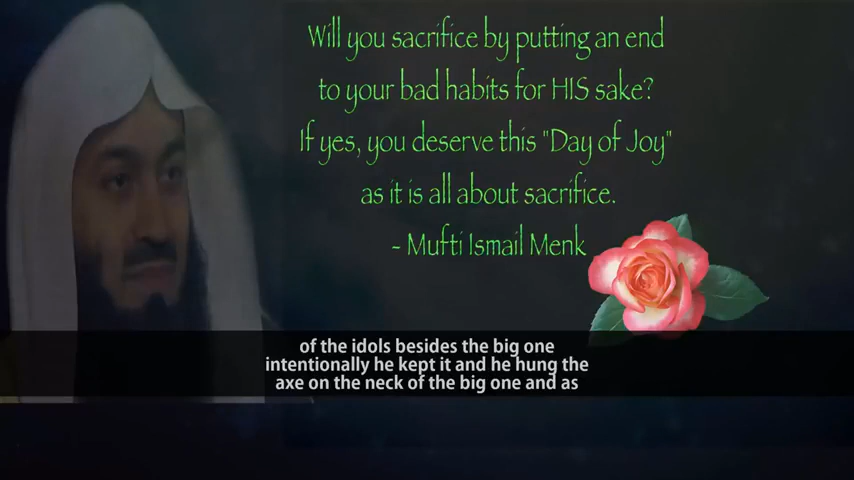 Will you sacrifice by putting an end
to your bad habits for HIS sake?
If yes, you deserve this "Day of Joy"
as it is all about sacrifice.
- Mufti Ismail Menk
of the idols besides the big one
intentionally he kept it and he hung the
axe on the neck of the big one and as